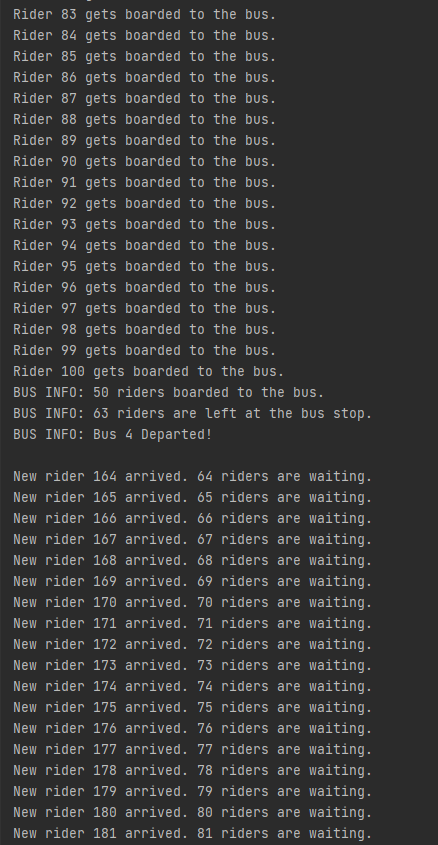 Rider 83 gets boarded to the bus.
Rider 84 gets boarded to the bus.
Rider 85 gets boarded to the bus.
Rider 86 gets boarded to the bus.
Rider 87 gets boarded to the bus.
Rider 88 gets boarded to the bus.
Rider 89 gets boarded to the bus.
Rider 90 gets boarded to the bus.
Rider 91 gets boarded to the bus.
Rider 92 gets boarded to the bus.
Rider 93 gets boarded to the bus.
Rider 94 gets boarded to the bus.
Rider 95 gets boarded to the bus.
Rider 96 gets boarded to the bus.
Rider 97 gets boarded to the bus.
Rider 98 gets boarded to the bus.
Rider 99 gets boarded to the bus.
Rider 100 gets boarded to the bus.
BUS INFO: 50 riders boarded to the bus.
BUS INFO: 63 riders are left at the bus stop.
BUS INFO: Bus 4 Departed!
New rider 164 arrived. 64 riders are waiting.
New rider 165 arrived. 65 riders are waiting.
New rider 166 arrived. 66 riders are waiting.
New rider 167 arrived. 67 riders are waiting.
New rider 168 arrived. 68 riders are waiting.
New rider 169 arrived. 69 riders are waiting.
New rider 170 arrived. 70 riders are waiting.
New rider 171 arrived. 71 riders are waiting.
New rider 172 arrived. 72 riders are waiting.
New rider 173 arrived. 73 riders are waiting.
New rider 174 arrived. 74 riders are waiting.
New rider 175 arrived. 75 riders are waiting.
New rider 176 arrived. 76 riders are waiting.
New rider 177 arrived. 77 riders are waiting.
New rider 178 arrived. 78 riders are waiting.
New rider 179 arrived. 79 riders are waiting.
New rider 180 arrived. 80 riders are waiting.
New rider 181 arrived. 81 riders are waiting.